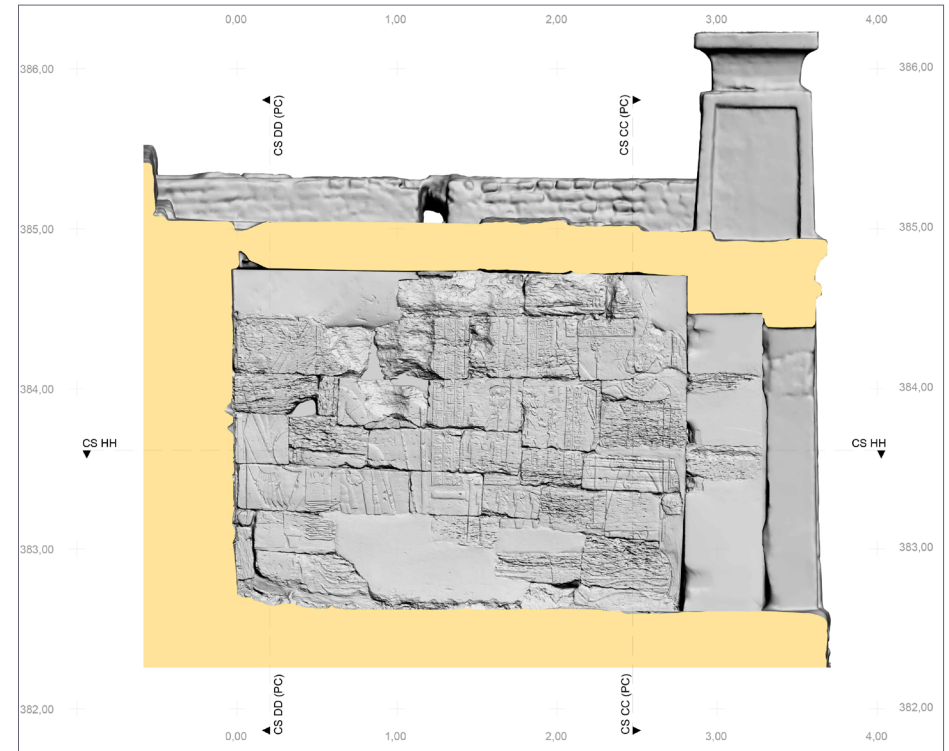 0,00 1,00 2,00 3,00 4,00
386,00 386,00
CS DD (PC) CS CC (PC)
385,00 385,00
384,00 384,00
CS HH CS HH
383,00 383,00
CS DD (PC) CS CC (PC)
382,00 382,00
0,00 1,00 2,00 3,00 4,00